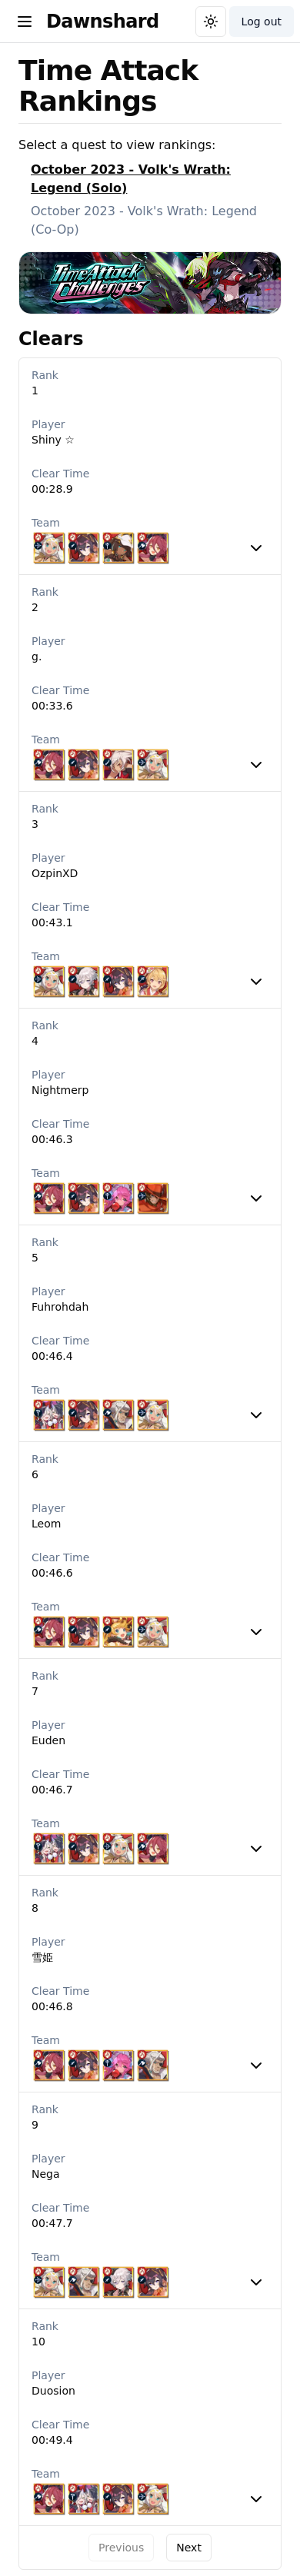 Dawnshard
Log out
Time Attack
Rankings
Select a quest to view rankings:
October 2023 - Volk's Wrath:
Legend (Solo)
October 2023 - Volk's Wrath: Legend
(Co-Op)
Time Attack
Challenges
Clears
Rank
1
Player
Shiny ☆
Clear Time
00:28.9
Team
Rank
2
Player
g.
Clear Time
00:33.6
Team
Rank
3
Player
OzpinXD
Clear Time
00:43.1
Team
Rank
4
Player
Nightmerp
Clear Time
00:46.3
Team
Rank
5
Player
Fuhrohdah
Clear Time
00:46.4
Team
Rank
6
Player
Leom
Clear Time
00:46.6
Team
Rank
7
Player
Euden
Clear Time
00:46.7
Team
Rank
8
Player
雪姫
Clear Time
00:46.8
Team
Rank
9
Player
Nega
Clear Time
00:47.7
Team
Rank
10
Player
Duosion
Clear Time
00:49.4
Team
Previous
Next